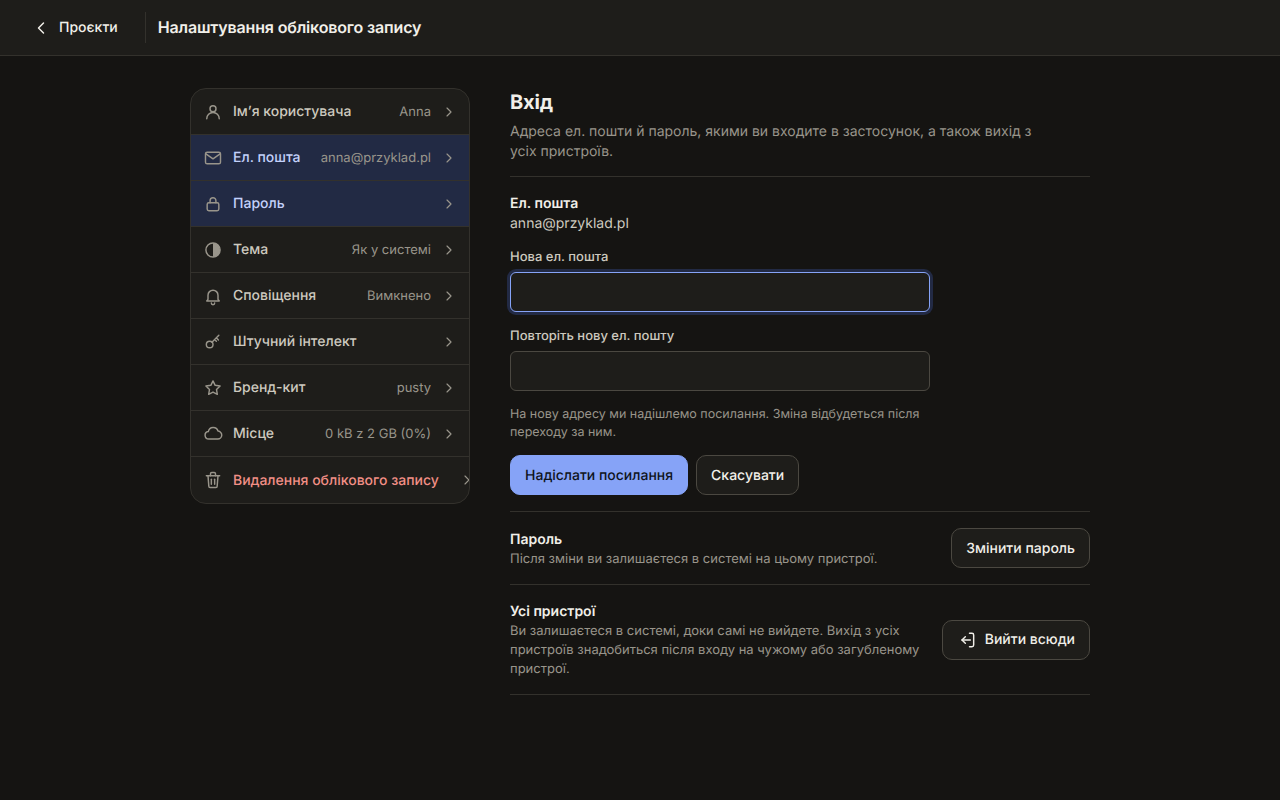 Проєкти
Налаштування облікового запису
Ім’я користувача Anna
Ел. пошта anna@przyklad.pl
Пароль
Тема Як у системі
Сповіщення Вимкнено
Штучний інтелект
Бренд-кит pusty
Місце 0 kB z 2 GB (0%)
Видалення облікового запису
Вхід
Адреса ел. пошти й пароль, якими ви входите в застосунок, а також вихід з
усіх пристроїв.
Ел. пошта
anna@przyklad.pl
Нова ел. пошта
Повторіть нову ел. пошту
На нову адресу ми надішлемо посилання. Зміна відбудеться після
переходу за ним.
Надіслати посилання Скасувати
Пароль
Після зміни ви залишаєтеся в системі на цьому пристрої.
Змінити пароль
Усі пристрої
Ви залишаєтеся в системі, доки самі не вийдете. Вихід з усіх
пристроїв знадобиться після входу на чужому або загубленому
пристрої.
Вийти всюди